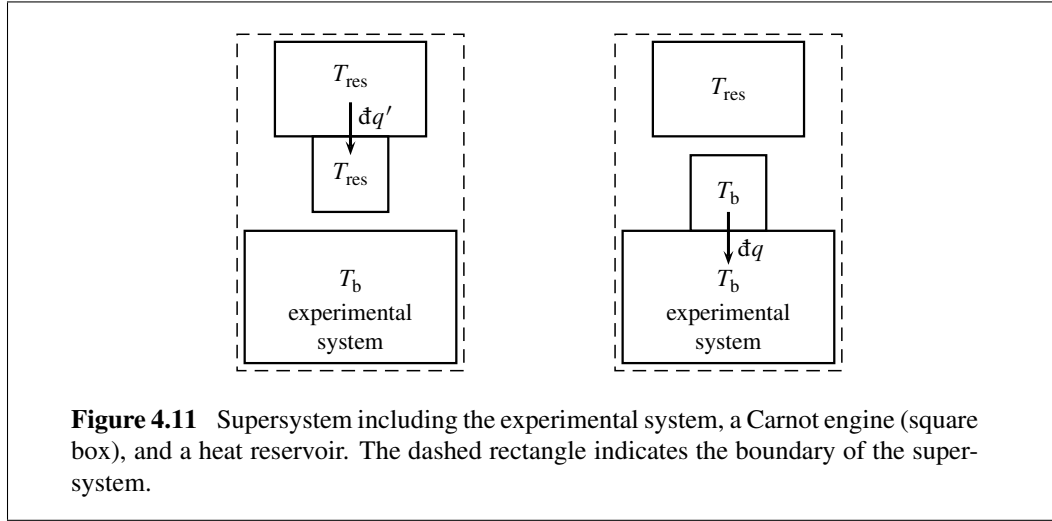 T_res
đq′
T_res
T_b
experimental
system
T_res
T_b
đq
T_b
experimental
system
Figure 4.11 Supersystem including the experimental system, a Carnot engine (square
box), and a heat reservoir. The dashed rectangle indicates the boundary of the super-
system.